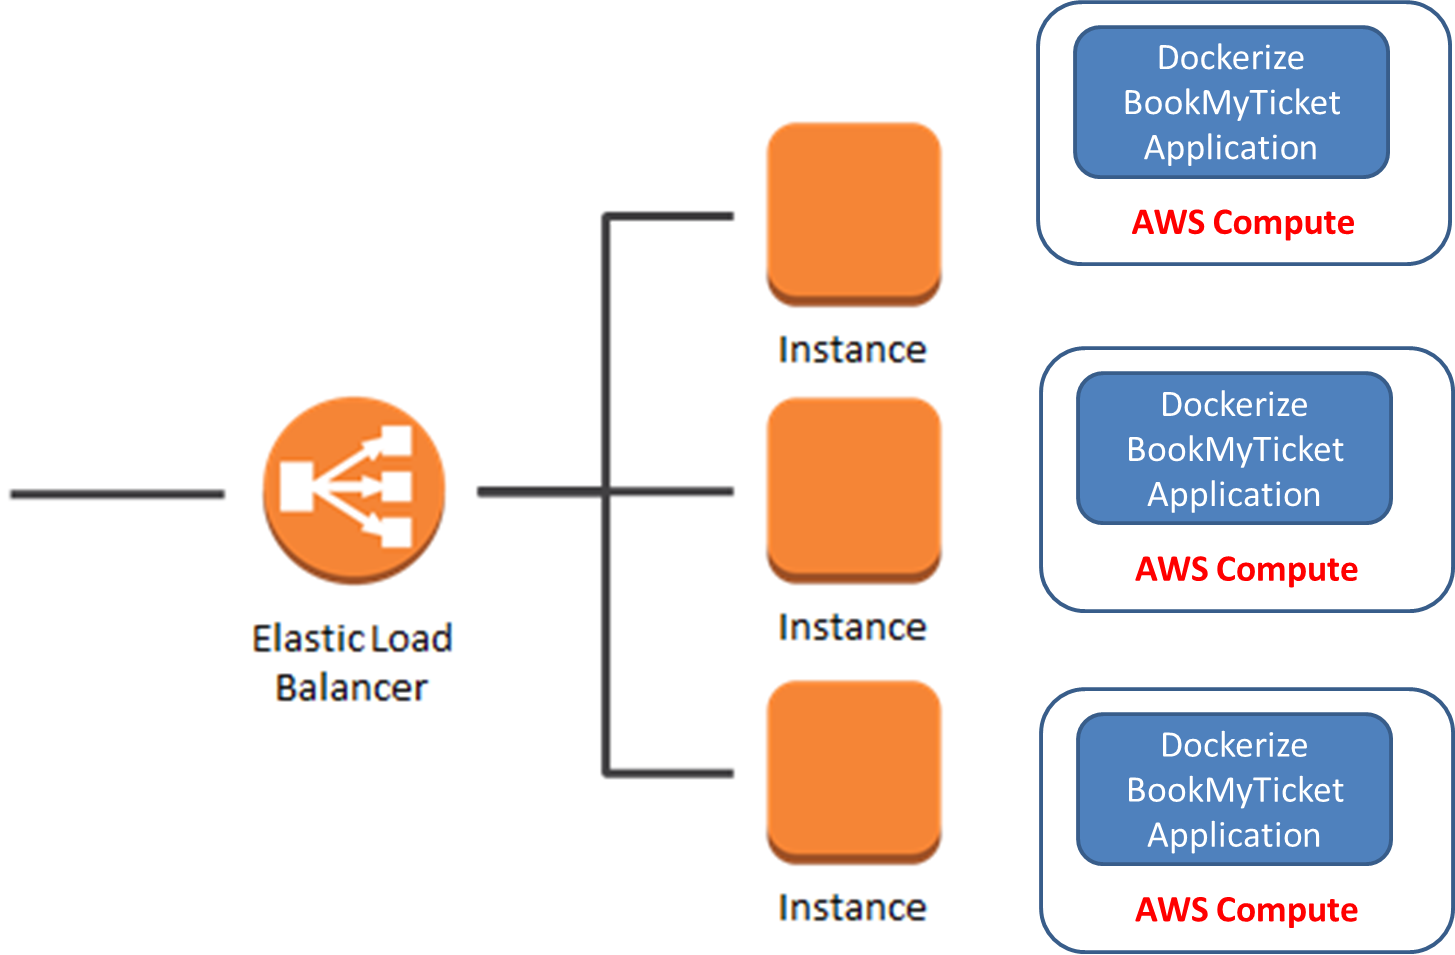 Dockerize
BookMyTicket
Application
AWS Compute
Instance
Dockerize
BookMyTicket
Application
AWS Compute
Elastic Load
Balancer
Instance
Dockerize
BookMyTicket
Application
AWS Compute
Instance